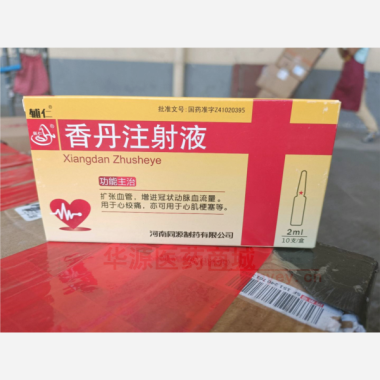 辅仁
批准文号:国药准字Z41020395
香丹注射液
Xiangdan Zhusheye
功能主治
扩张血管,增进冠状动脉血流量。
用于心绞痛,亦可用于心肌梗塞等。
河南润源制药有限公司
2ml
10支/盒
华源医药商城